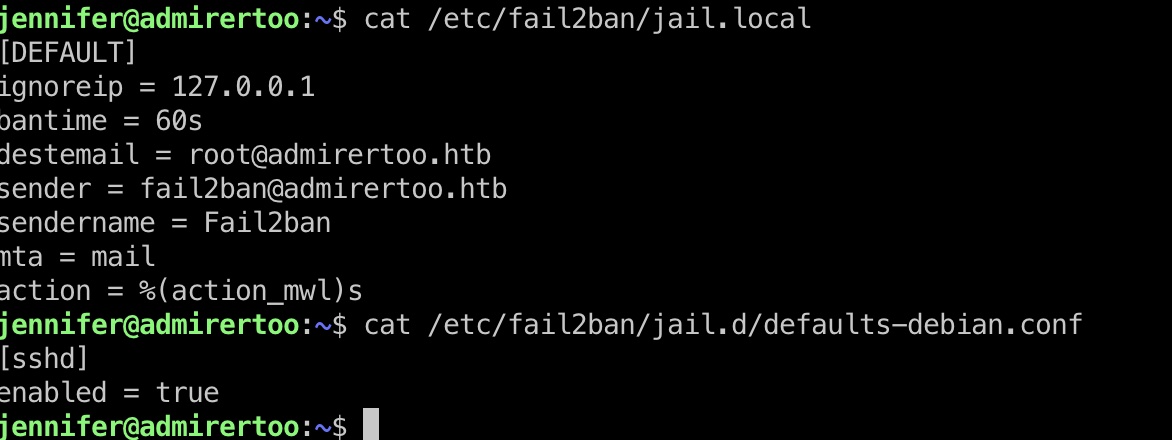 jennifer@admirertoo:~$ cat /etc/fail2ban/jail.local
[DEFAULT]
ignoreip = 127.0.0.1
bantime = 60s
destemail = root@admirertoo.htb
sender = fail2ban@admirertoo.htb
sendername = Fail2ban
mta = mail
action = %(action_mwl)s
jennifer@admirertoo:~$ cat /etc/fail2ban/jail.d/defaults-debian.conf
[sshd]
enabled = true
jennifer@admirertoo:~$